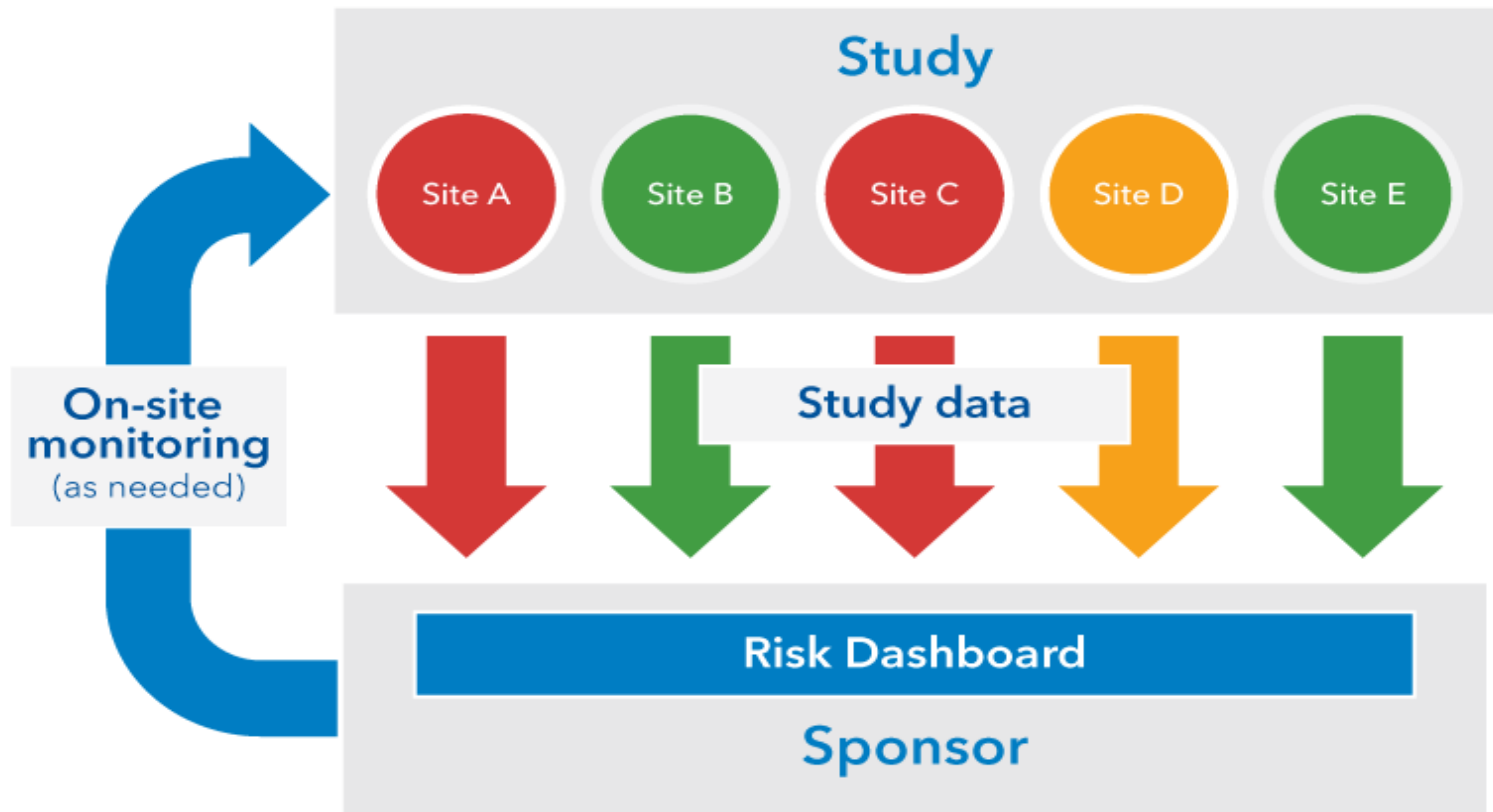 Study
Site A
Site B
Site C
Site D
Site E
Study data
On-site
monitoring
(as needed)
Risk Dashboard
Sponsor